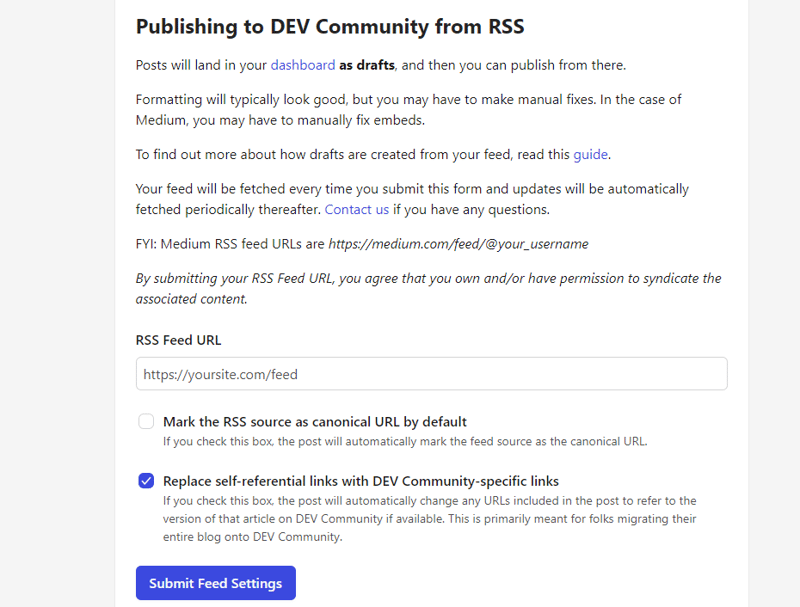 Publishing to DEV Community from RSS
Posts will land in your dashboard as drafts, and then you can publish from there.
Formatting will typically look good, but you may have to make manual fixes. In the case of
Medium, you may have to manually fix embeds.
To find out more about how drafts are created from your feed, read this guide.
Your feed will be fetched every time you submit this form and updates will be automatically
fetched periodically thereafter. Contact us if you have any questions.
FYI: Medium RSS feed URLs are https://medium.com/feed/@your_username
By submitting your RSS Feed URL, you agree that you own and/or have permission to syndicate the
associated content.
RSS Feed URL
https://yoursite.com/feed
Mark the RSS source as canonical URL by default
If you check this box, the post will automatically mark the feed source as the canonical URL.
Replace self-referential links with DEV Community-specific links
If you check this box, the post will automatically change any URLs included in the post to refer to the
version of that article on DEV Community if available. This is primarily meant for folks migrating their
entire blog onto DEV Community.
Submit Feed Settings